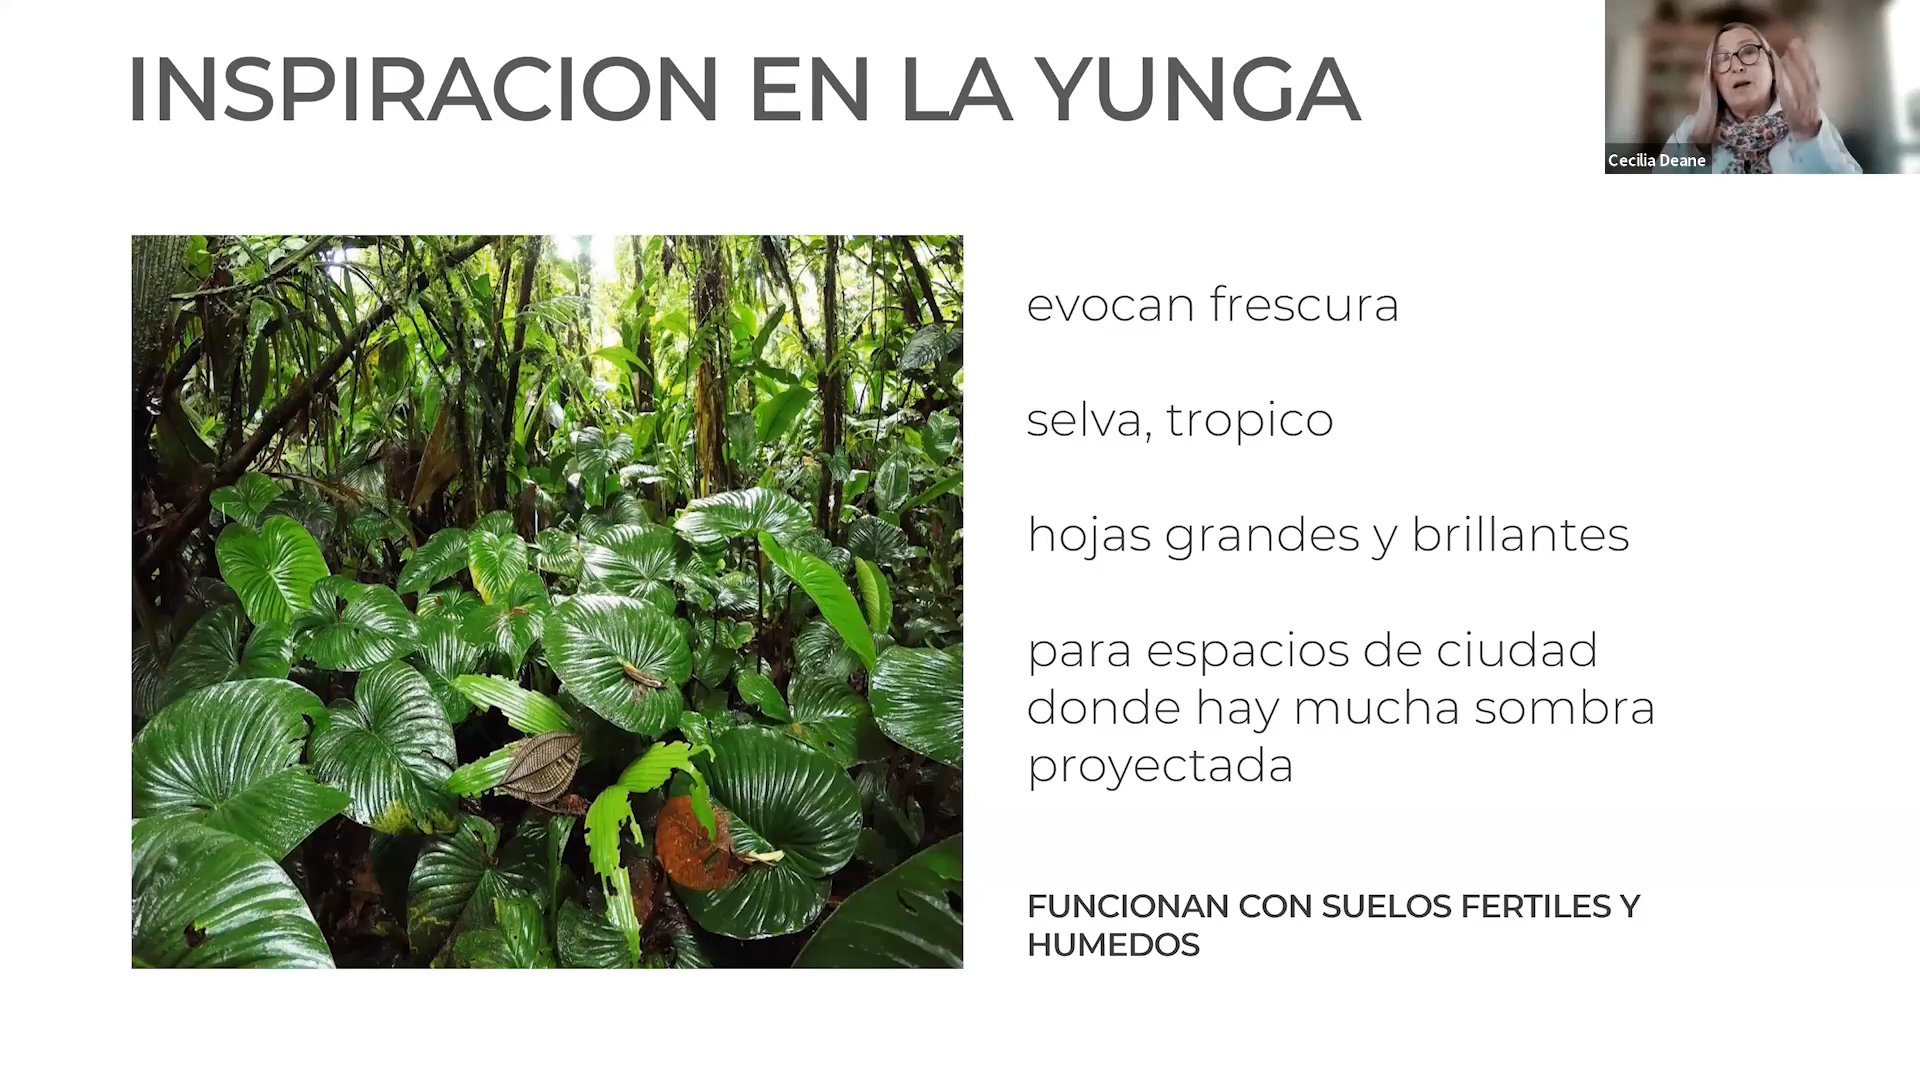 INSPIRACION EN LA YUNGA
Cecilia Deane
evocan frescura
selva, tropico
hojas grandes y brillantes
para espacios de ciudad
donde hay mucha sombra
proyectada
FUNCIONAN CON SUELOS FERTILES Y
HUMEDOS